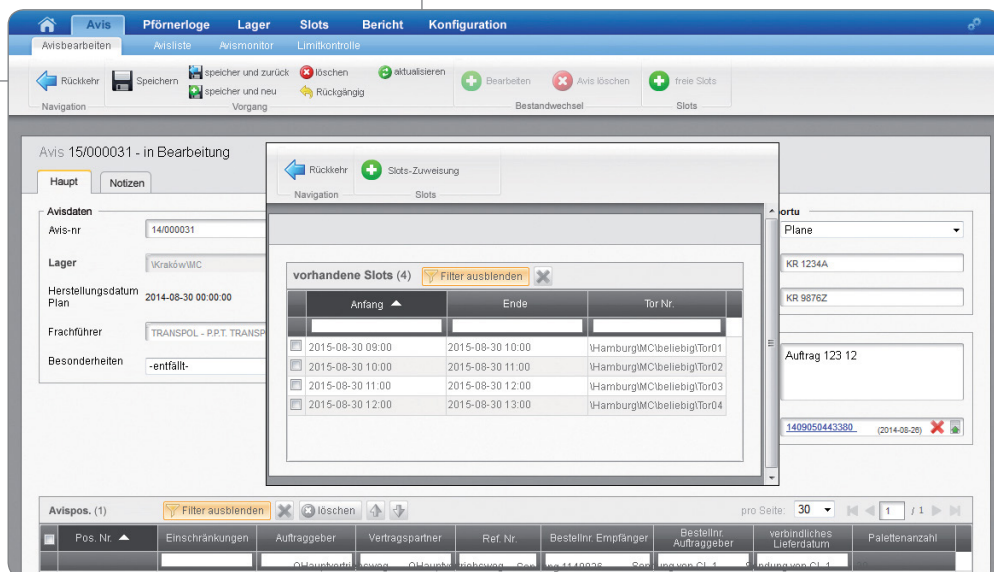 Avis Pförnerloge Lager Slots Bericht Konfiguration
Avisbearbeiten Avisliste Avismonitor Limitkontrolle
Rückkehr Speichern speicher und zurück löschen aktualisieren Bearbeiten Avis löschen freie Slots
speicher und neu Rückgängig
Navigation Vorgang Bestandwechsel Slots
Avis 15/000031 - in Bearbeitung
Haupt Notizen
Avisdaten
Avis-nr 14/000031
Lager \Kraków\MC
Herstellungsdatum Plan 2014-08-30 00:00:00
Frachführer TRANSPOL - P.P.T. TRANSP
Besonderheiten -entfällt-
Rückkehr Slots-Zuweisung
Navigation Slots
vorhandene Slots (4) Filter ausblenden
Anfang Ende Tor Nr.
2015-08-30 09:00 2015-08-30 10:00 \Hamburg\MC\beliebig\Tor01
2015-08-30 10:00 2015-08-30 11:00 \Hamburg\MC\beliebig\Tor02
2015-08-30 11:00 2015-08-30 12:00 \Hamburg\MC\beliebig\Tor03
2015-08-30 12:00 2015-08-30 13:00 \Hamburg\MC\beliebig\Tor04
ortu
Plane
KR 1234A
KR 9876Z
Auftrag 123 12
1409050443380 (2014-08-26)
Avispos. (1) Filter ausblenden löschen pro Seite: 30 1 / 1
Pos. Nr. Einschränkungen Auftraggeber Vertragspartner Ref. Nr. Bestellnr. Empfänger Bestellnr. Auftraggeber verbindliches Lieferdatum Palettenanzahl